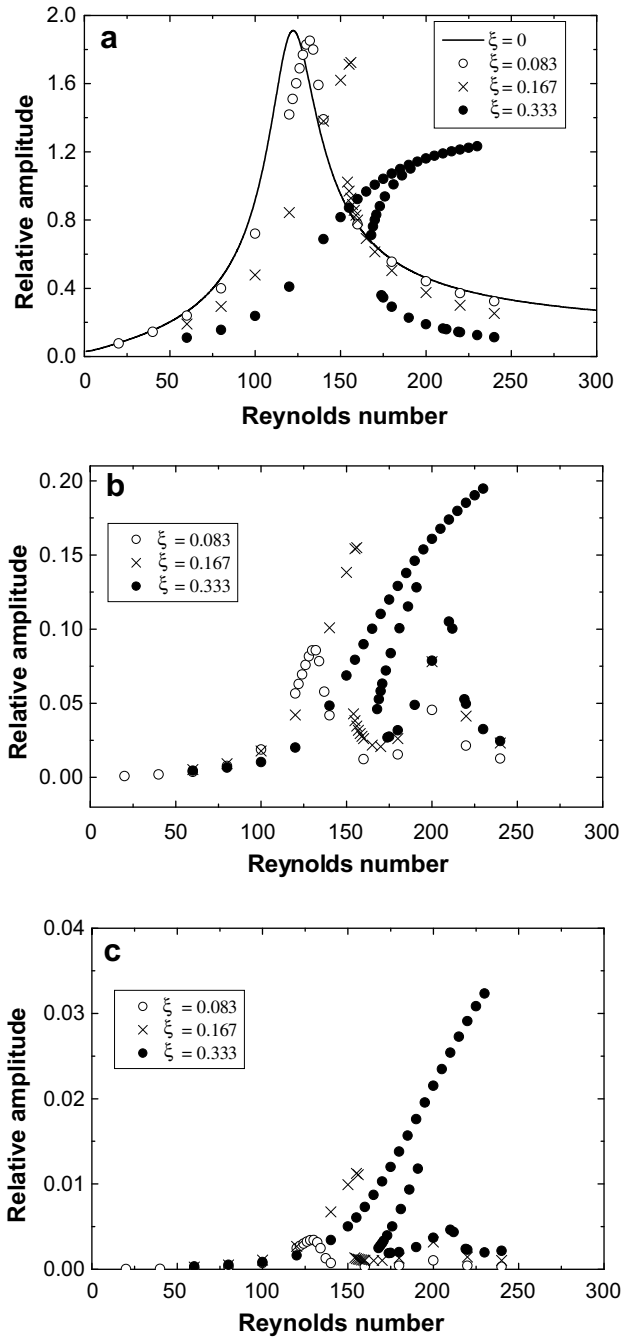 a
2.0
1.6
1.2
0.8
0.4
0.0
Relative amplitude
ξ = 0
ξ = 0.083
ξ = 0.167
ξ = 0.333
0 50 100 150 200 250 300
Reynolds number
b
0.20
0.15
0.10
0.05
0.00
Relative amplitude
ξ = 0.083
ξ = 0.167
ξ = 0.333
0 50 100 150 200 250 300
Reynolds number
c
0.04
0.03
0.02
0.01
0.00
Relative amplitude
ξ = 0.083
ξ = 0.167
ξ = 0.333
0 50 100 150 200 250 300
Reynolds number